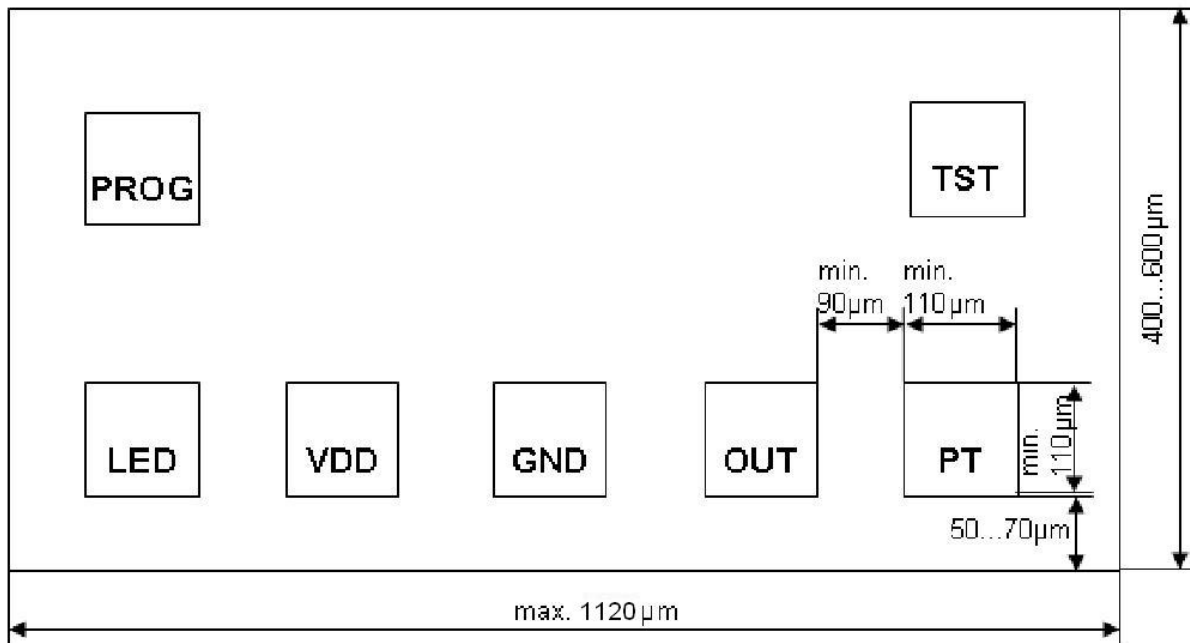 PROG
TST
400...600µm
min.
90µm
min.
110µm
LED
VDD
GND
OUT
PT
min.
110µm
50...70µm
max. 1120µm